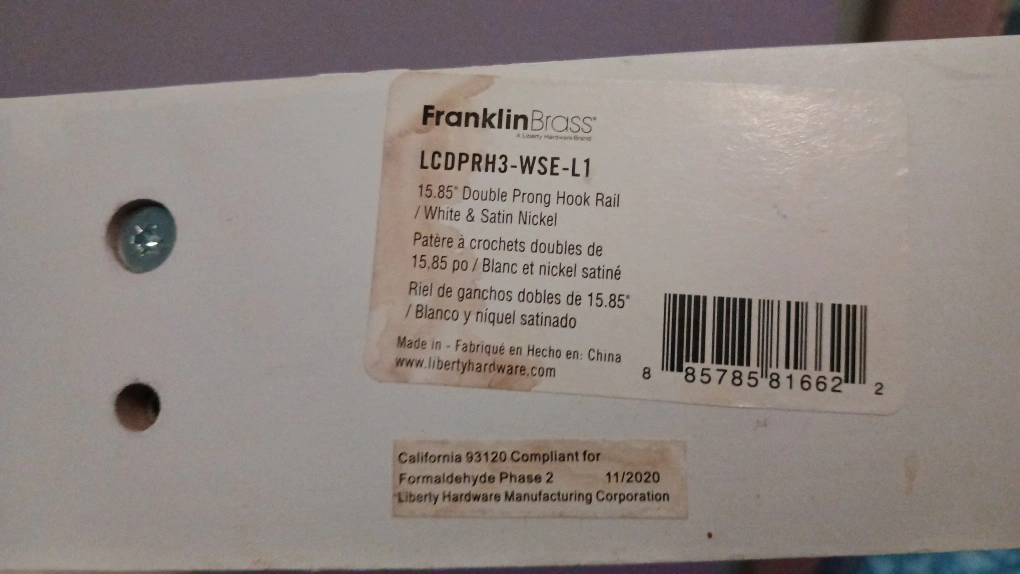 FranklinBrass®
A Liberty Hardware Brand
LCDPRH3-WSE-L1
15.85" Double Prong Hook Rail
/ White & Satin Nickel
Patère à crochets doubles de
15,85 po / Blanc et nickel satiné
Riel de ganchos dobles de 15.85"
/ Blanco y níquel satinado
Made in - Fabriqué en Hecho en: China
www.libertyhardware.com
8 85785 81662 2
California 93120 Compliant for
Formaldehyde Phase 2 11/2020
Liberty Hardware Manufacturing Corporation